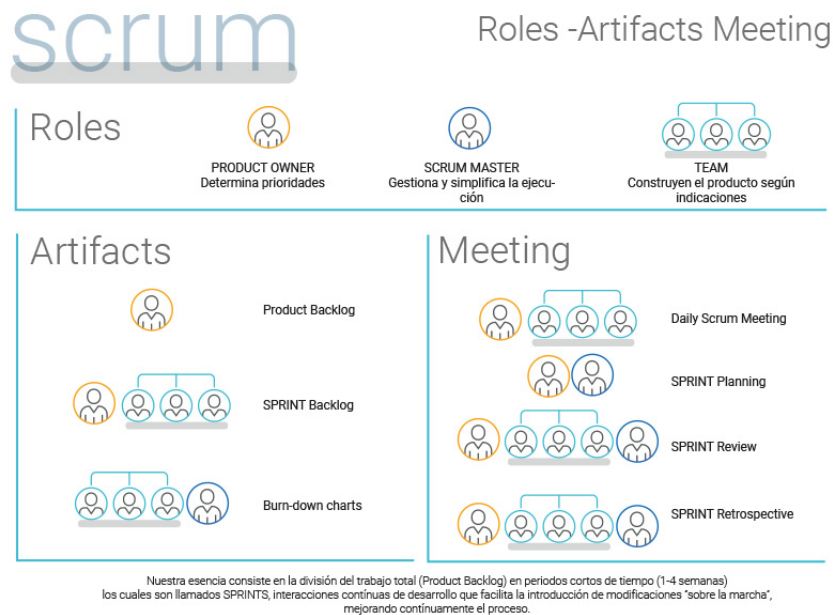 scrum
Roles -Artifacts Meeting
Roles
PRODUCT OWNER
Determina prioridades
SCRUM MASTER
Gestiona y simplifica la ejecu-
ción
TEAM
Construyen el producto según
indicaciones
Artifacts
Product Backlog
SPRINT Backlog
Burn-down charts
Meeting
Daily Scrum Meeting
SPRINT Planning
SPRINT Review
SPRINT Retrospective
Nuestra esencia consiste en la división del trabajo total (Product Backlog) en periodos cortos de tiempo (1-4 semanas)
los cuales son llamados SPRINTS, interacciones contínuas de desarrollo que facilita la introducción de modificaciones "sobre la marcha",
mejorando contínuamente el proceso.